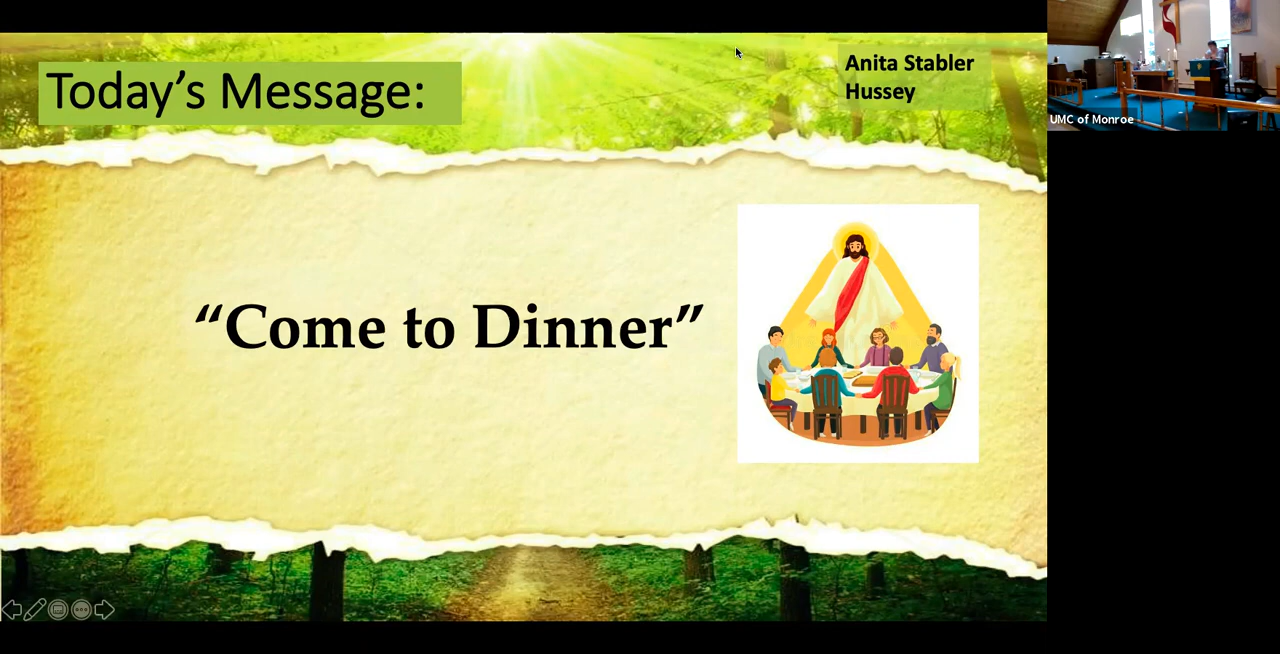 Today’s Message:
Anita Stabler
Hussey
UMC of Monroe
“Come to Dinner”